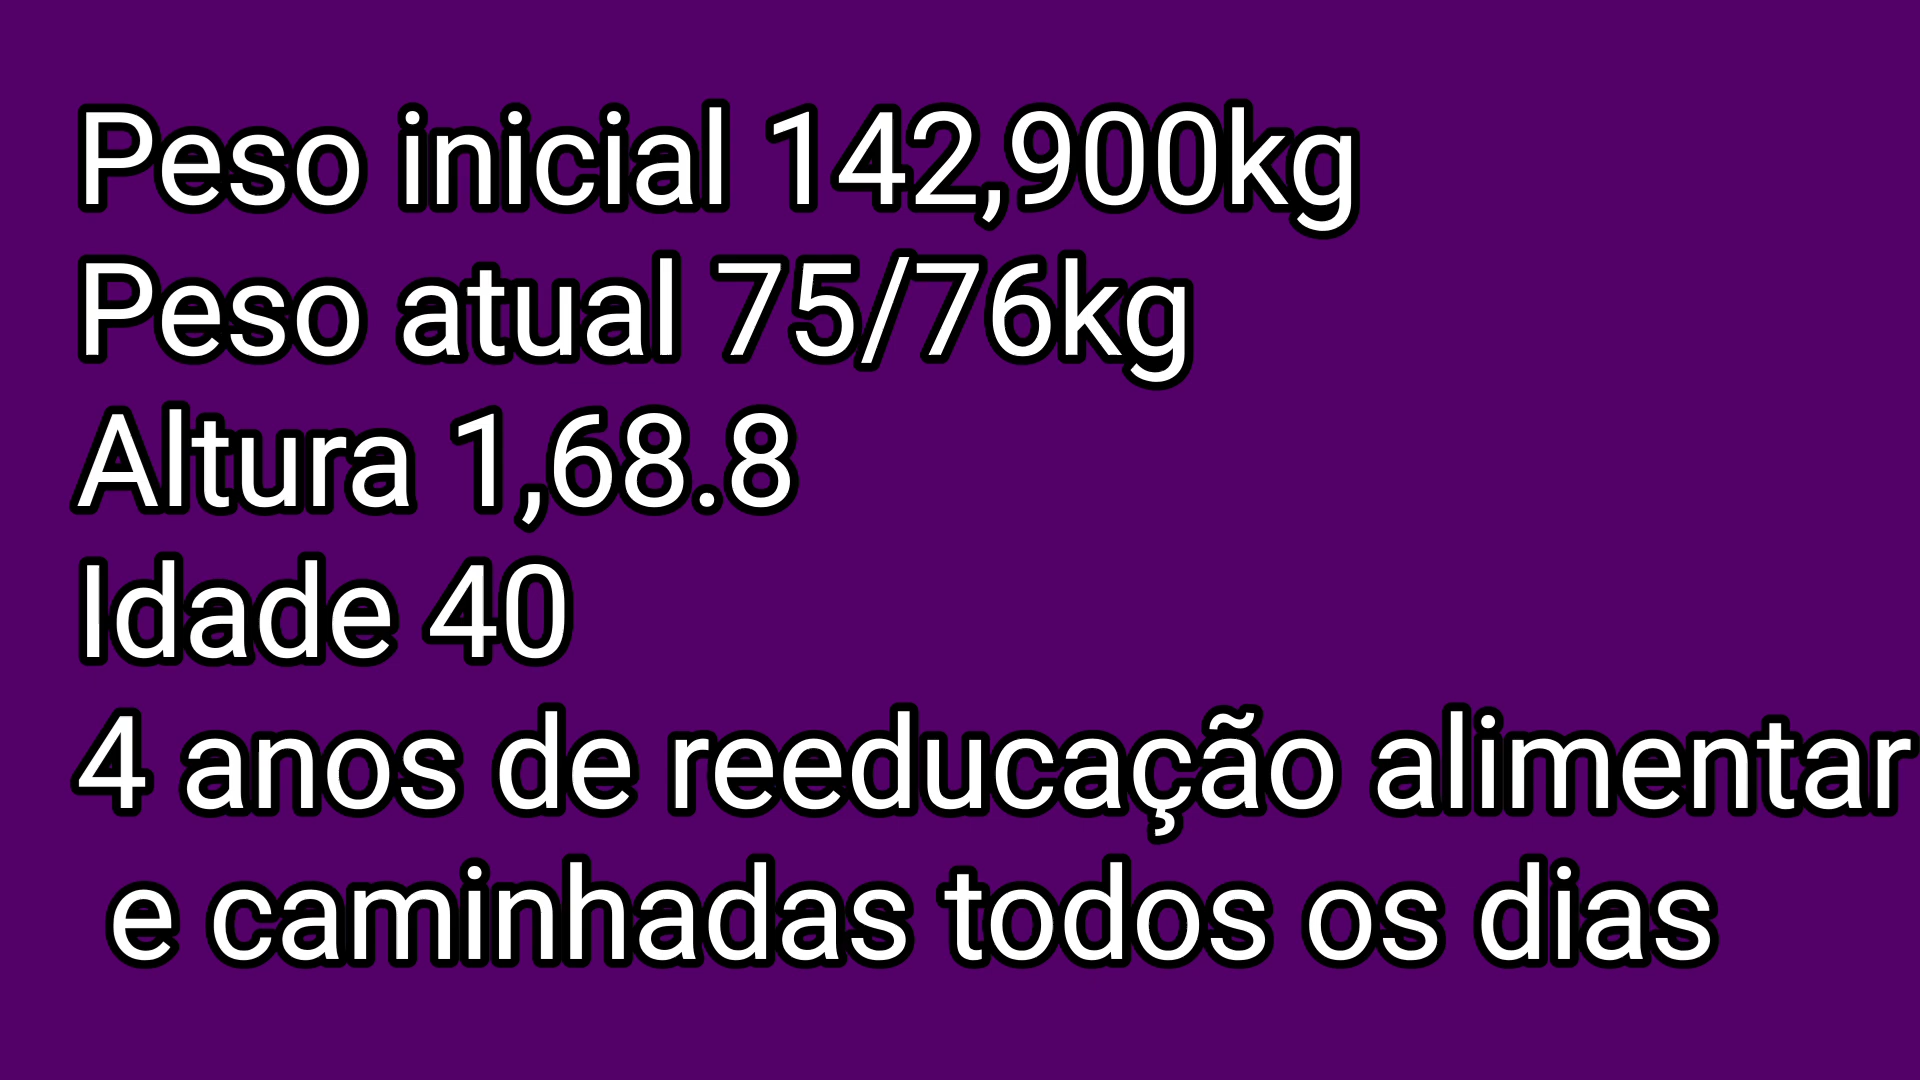 Peso inicial 142,900kg
Peso atual 75/76kg
Altura 1,68.8
Idade 40
4 anos de reeducação alimentar
e caminhadas todos os dias